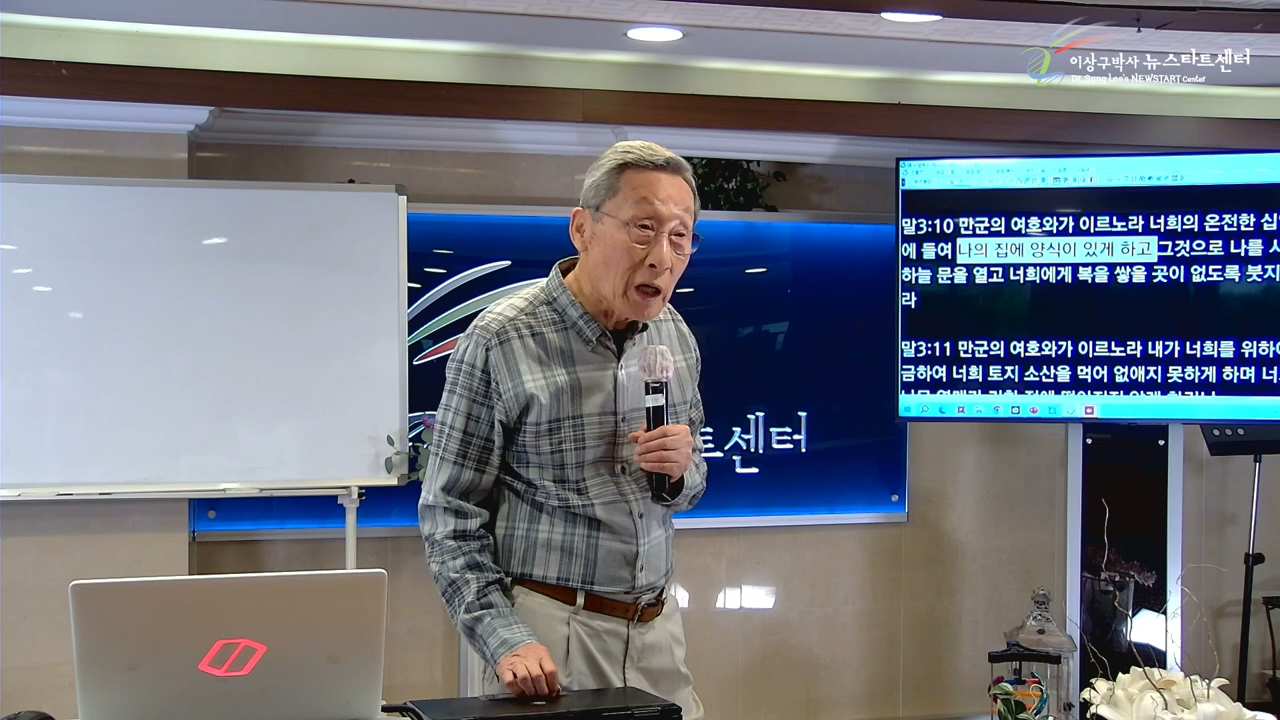 이상구박사 뉴스타트센터
Dr. Sang Lee's NEWSTART Center
말3:10 만군의 여호와가 이르노라 너희의 온전한 십
에 들여 나의 집에 양식이 있게 하고 그것으로 나를 시
하늘 문을 열고 너희에게 복을 쌓을 곳이 없도록 붓지
라
말3:11 만군의 여호와가 이르노라 내가 너희를 위하여
금하여 너희 토지 소산을 먹어 없애지 못하게 하며 너
트센터